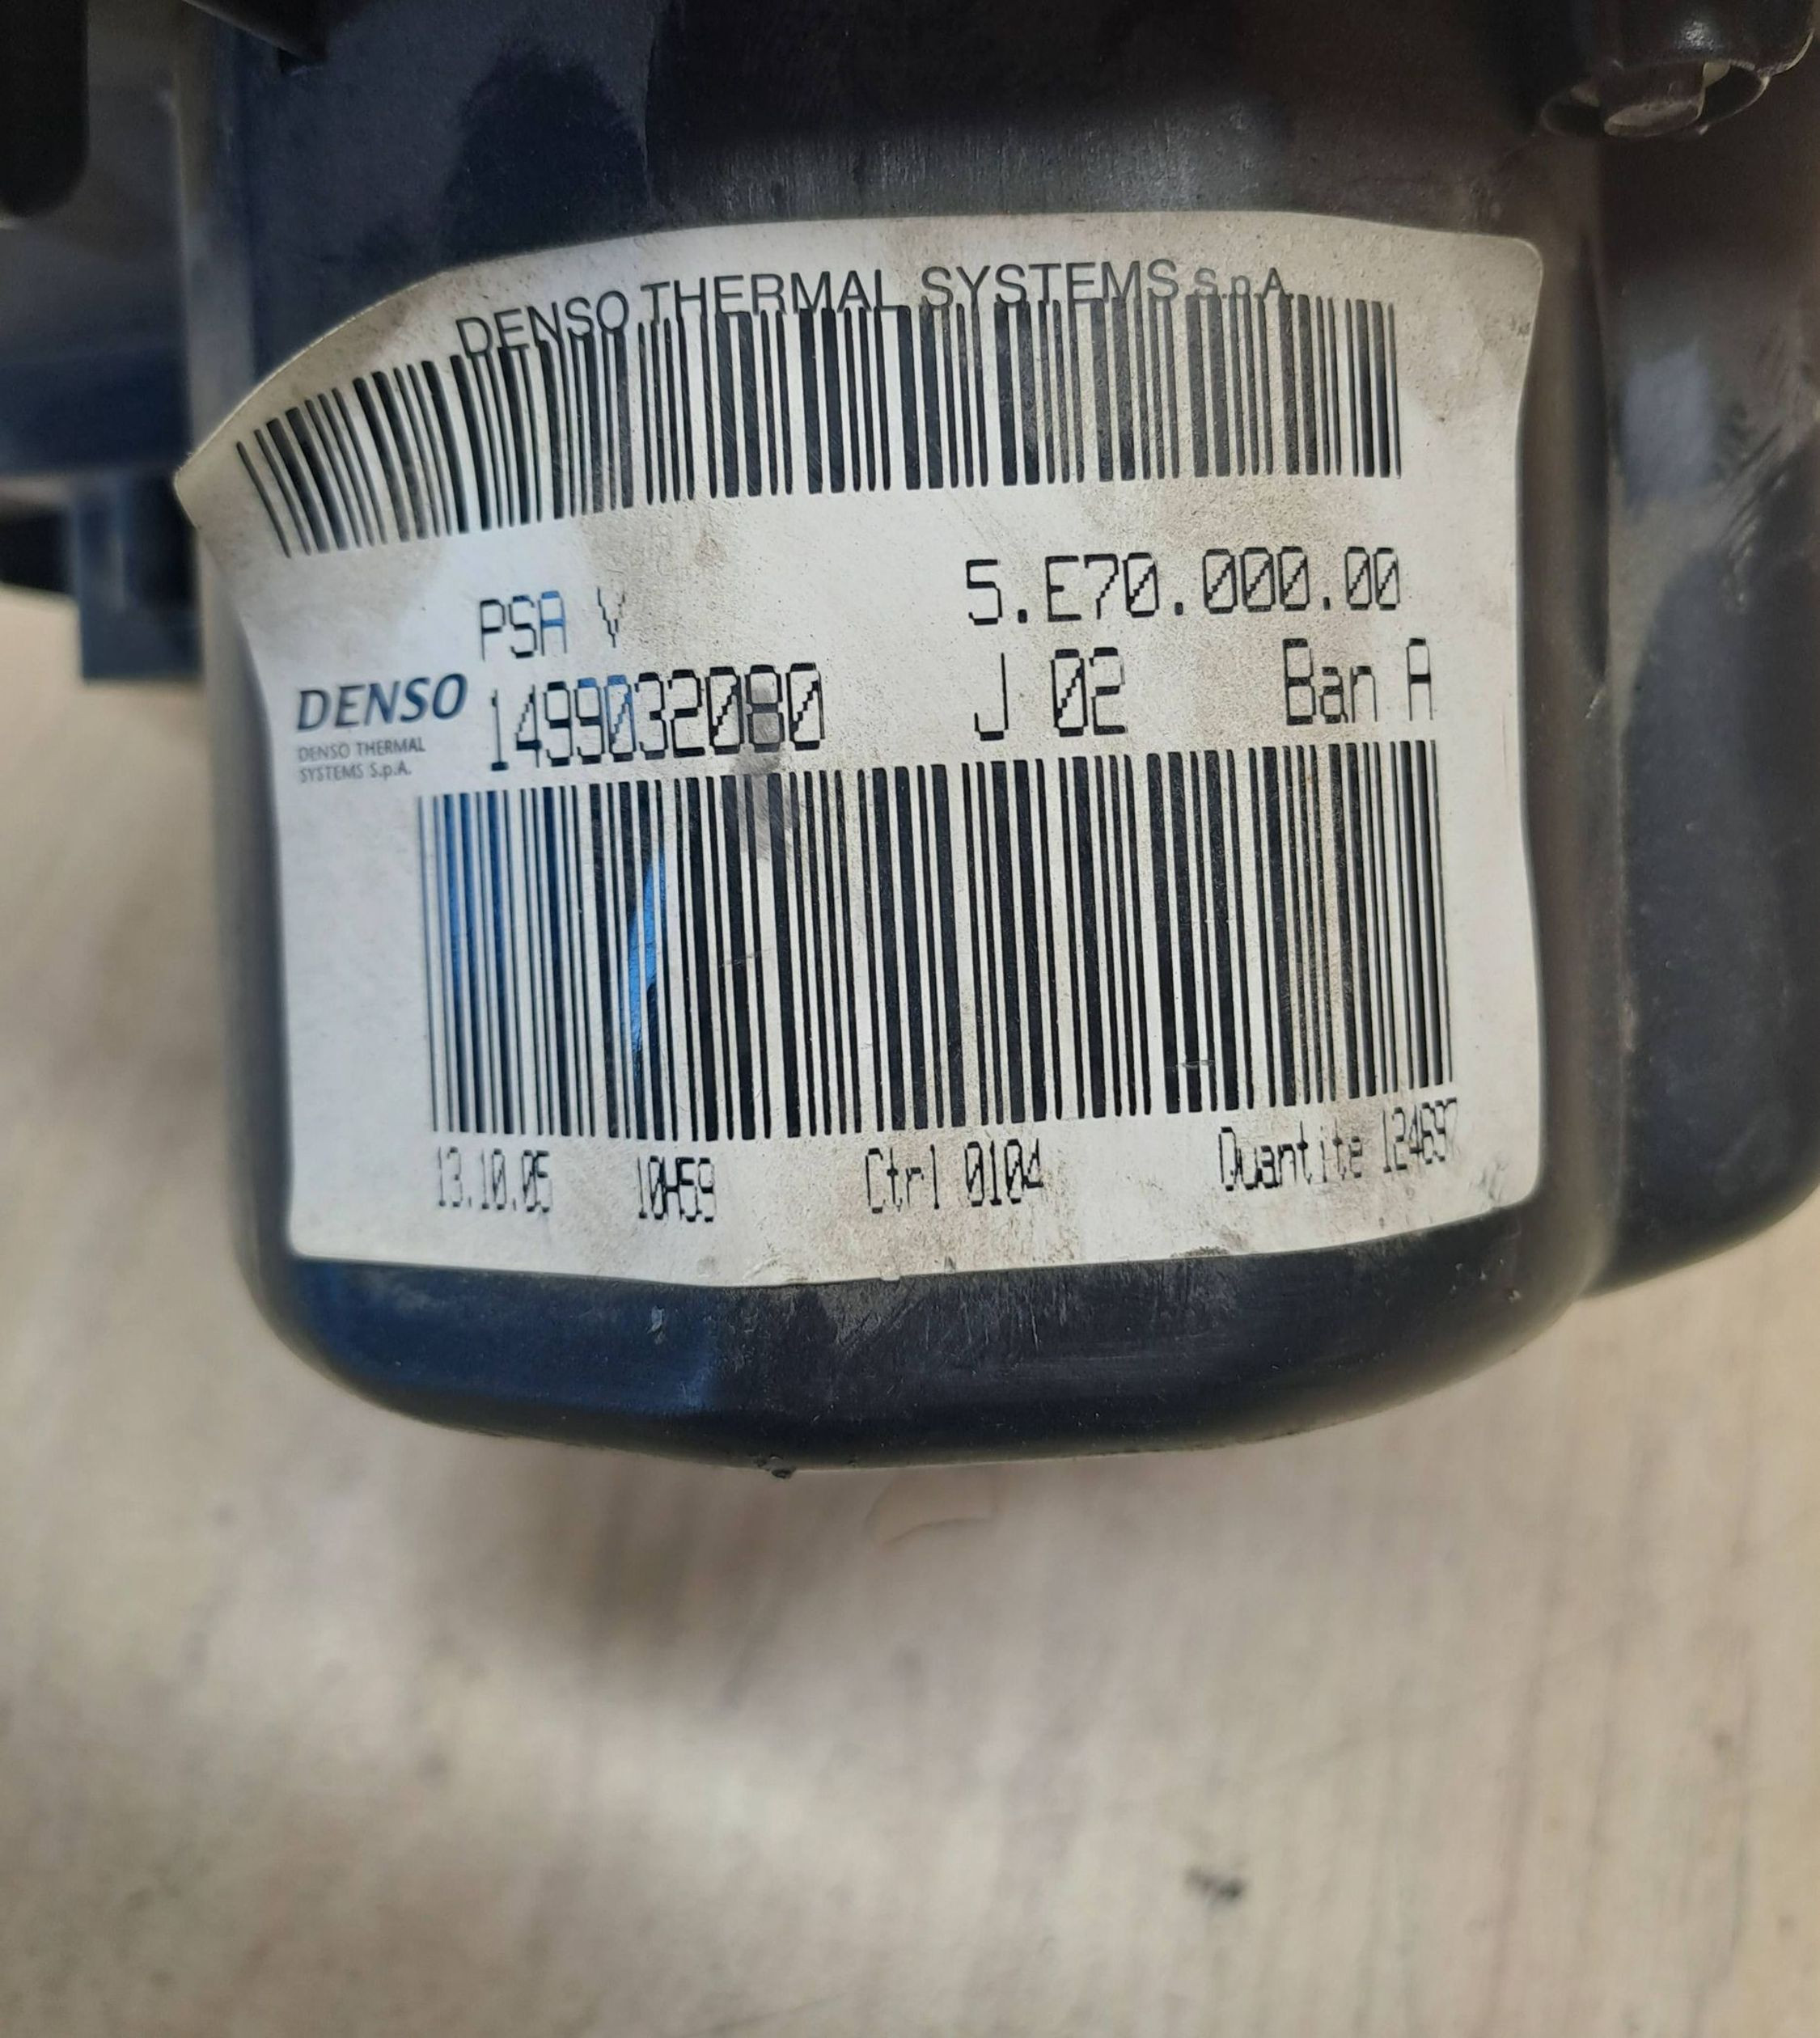 DENSO THERMAL SYSTEMS S.p.A.
PSA V 5.E70.000.00
DENSO 1499032080 J 02 Ban A
DENSO THERMAL
SYSTEMS S.p.A.
13.10.05 10H59 Ctrl 0104 Quantite 124697